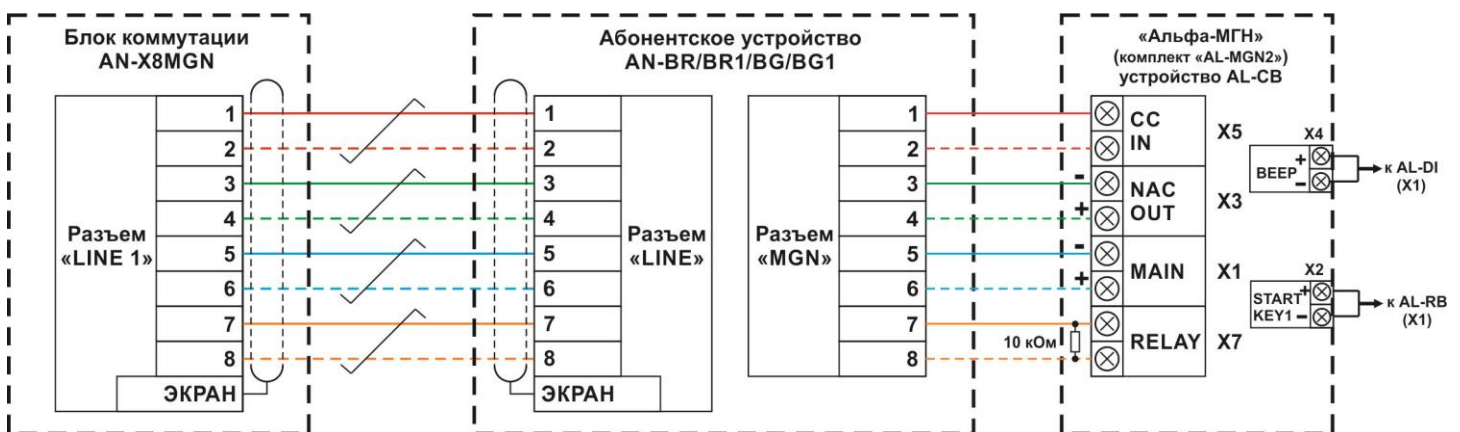 Блок коммутации
AN-X8MGN
1
2
3
4
5
6
7
8
Разъем
«LINE 1»
ЭКРАН
Абонентское устройство
AN-BR/BR1/BG/BG1
1
2
3
4
5
6
7
8
Разъем
«LINE»
ЭКРАН
Разъем
«MGN»
1
2
3
4
5
6
7
8
«Альфа-МГН»
(комплект «AL-MGN2»)
устройство AL-CB
CC
IN
X5
-
NAC
+
OUT
X3
-
+
MAIN
X1
10 кОм
RELAY
X7
X4
BEEP
+
–
к AL-DI
(X1)
X2
START +
KEY1 –
к AL-RB
(X1)